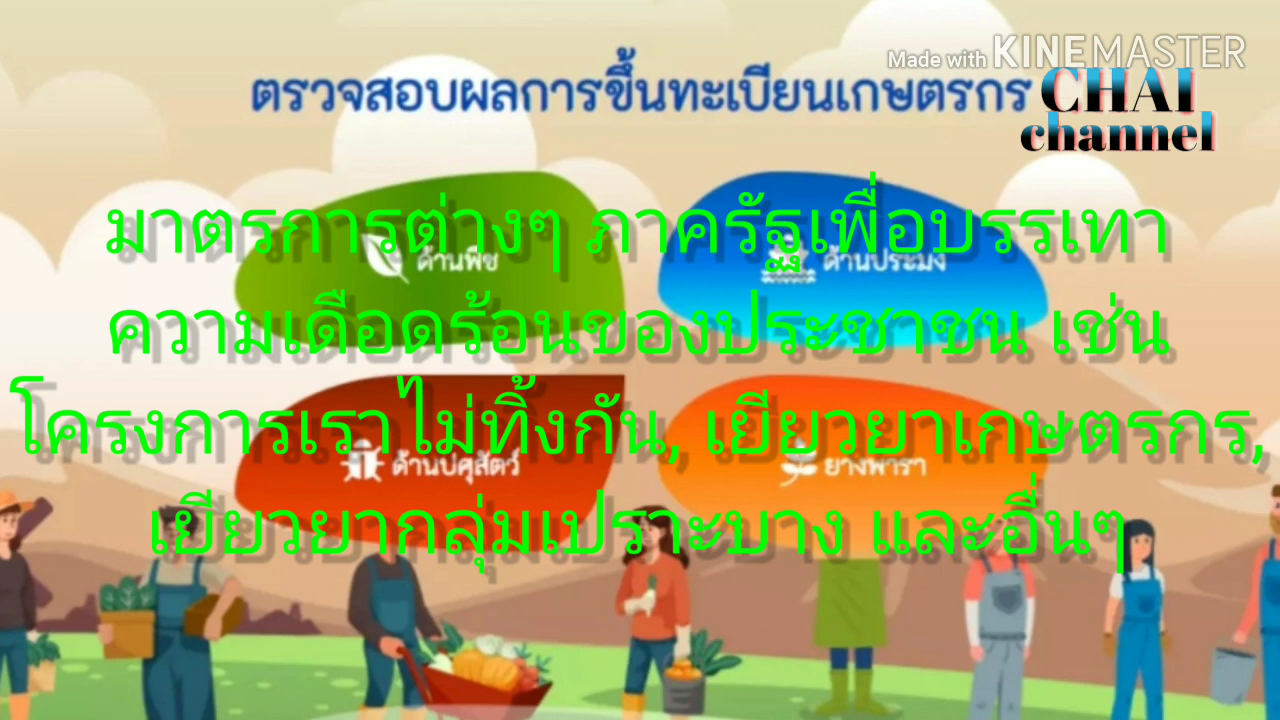 Made with KINEMASTER
ตรวจสอบผลการขึ้นทะเบียนเกษตรกร
CHAI
channel
มาตรการต่างๆ ภาครัฐเพื่อบรรเทา
ด้านพืช
ด้านประมง
ความเดือดร้อนของประชาชน เช่น
โครงการเราไม่ทิ้งกัน, เยียวยาเกษตรกร,
ด้านปศุสัตว์
ยางพารา
เยียวยากลุ่มเปราะบาง และอื่นๆ